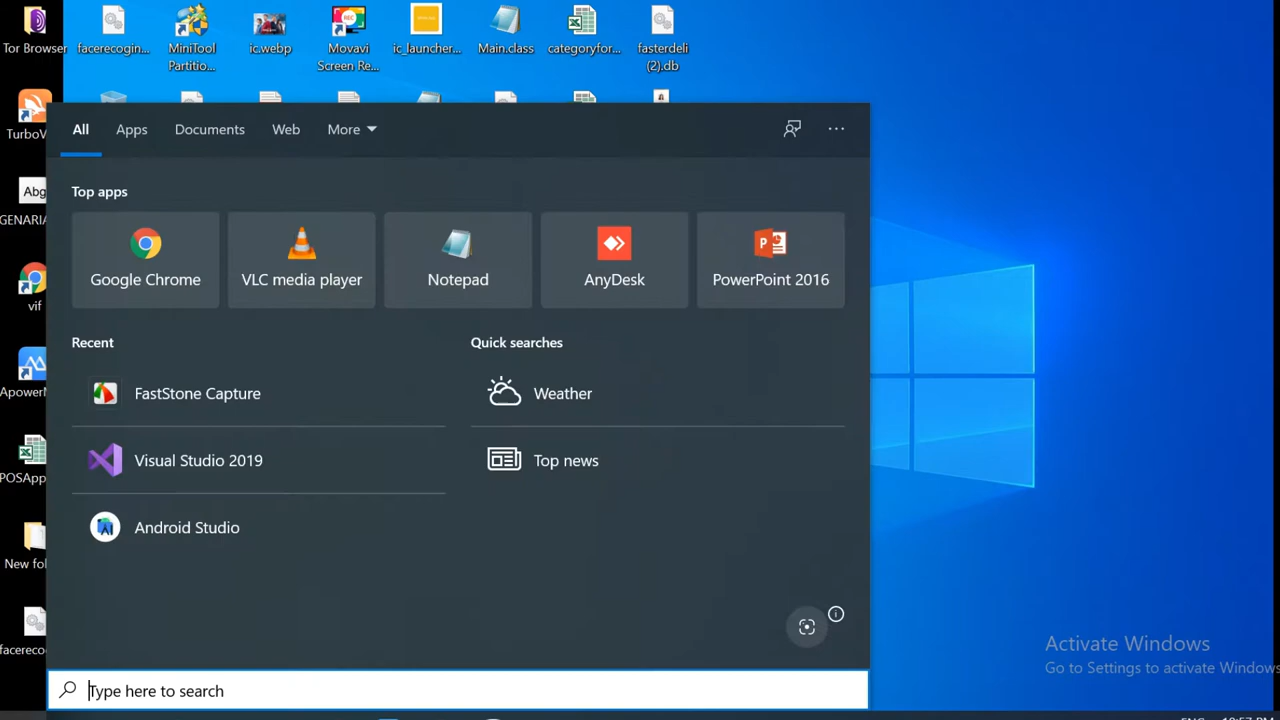 Tor Browser
facerecogin...
MiniTool
Partitio...
ic.webp
Movavi
Screen Re...
ic_launcher...
Main.class
categoryfor...
fasterdeli
(2).db
TurboV
Abg
GENARIA
vif
ApowerM
POSApp
New fol
facereco
All
Apps
Documents
Web
More
Top apps
Google Chrome
VLC media player
Notepad
AnyDesk
PowerPoint 2016
Recent
Quick searches
FastStone Capture
Weather
Visual Studio 2019
Top news
Android Studio
Type here to search
Activate Windows
Go to Settings to activate Windows